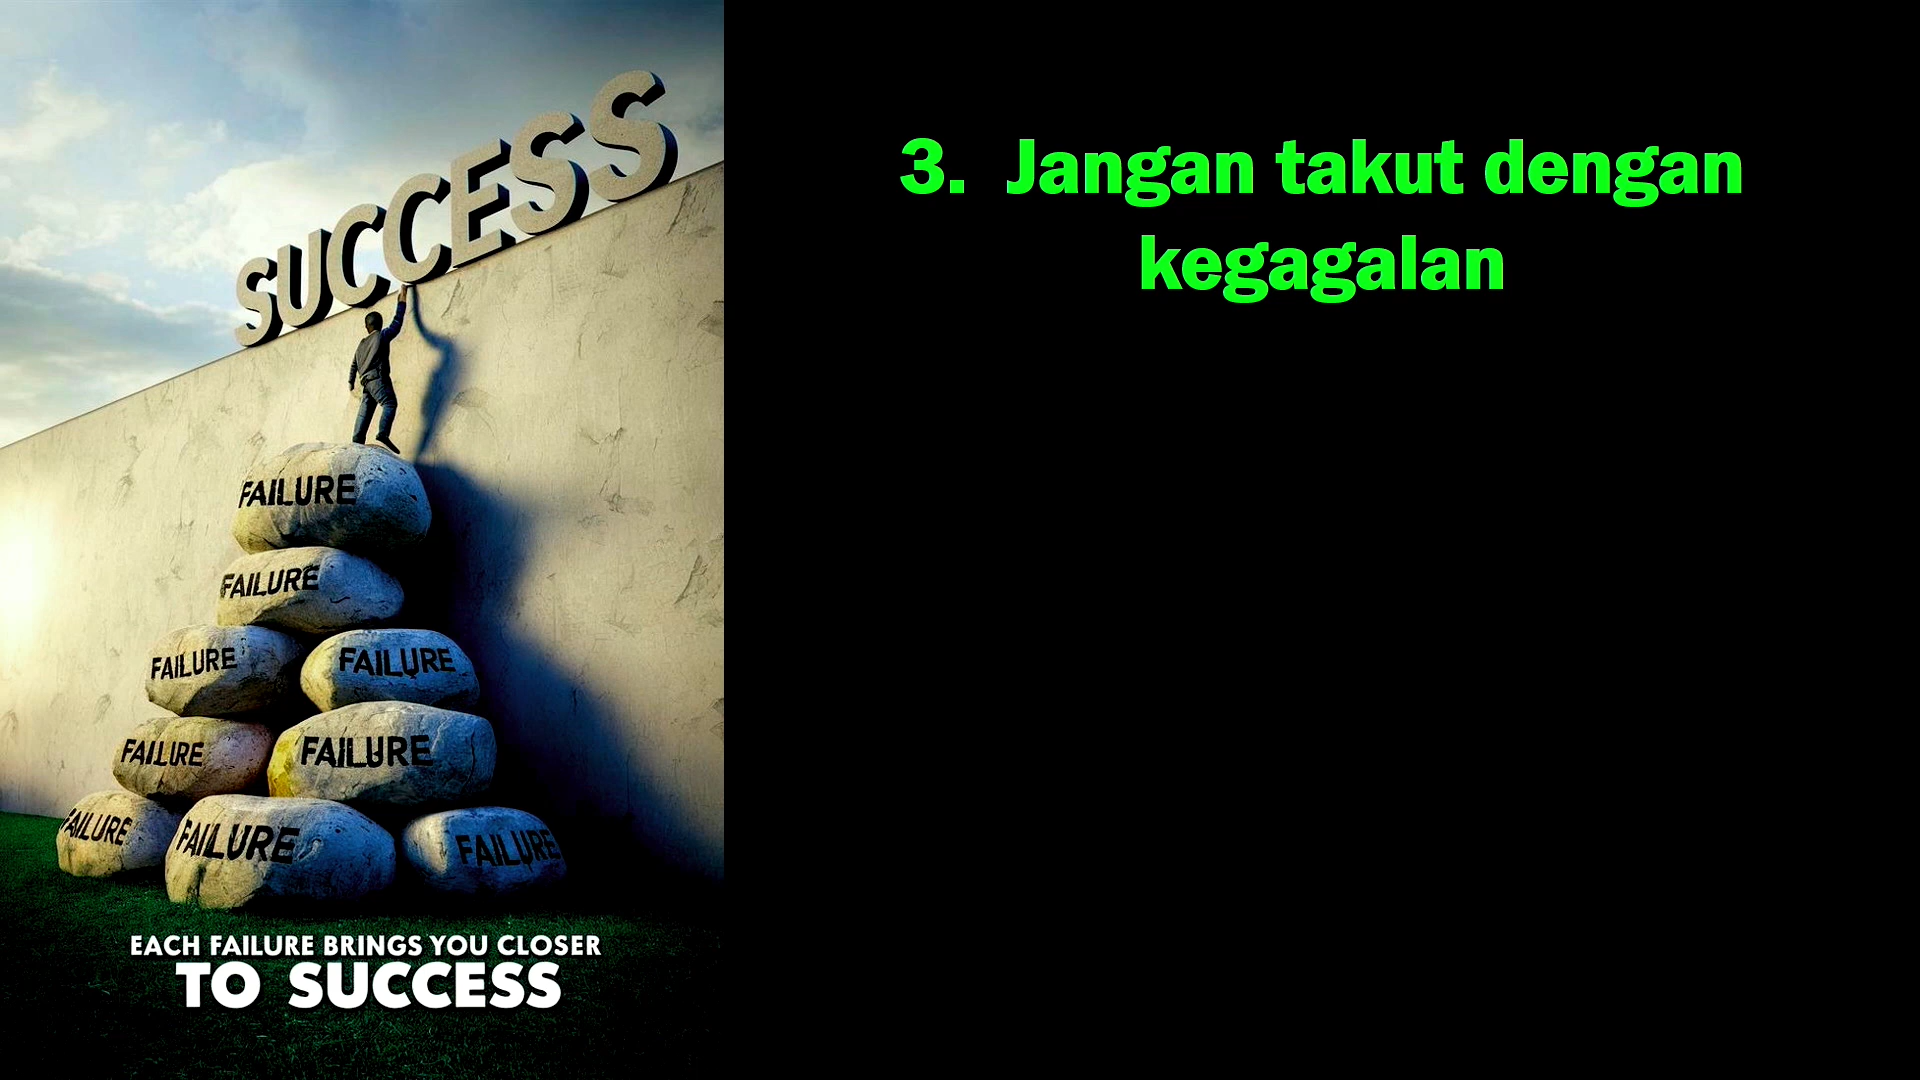 SUCCESS
FAILURE
FAILURE
FAILURE FAILURE
FAILURE FAILURE
FAILURE FAILURE FAILURE
EACH FAILURE BRINGS YOU CLOSER
TO SUCCESS
3. Jangan takut dengan
kegagalan